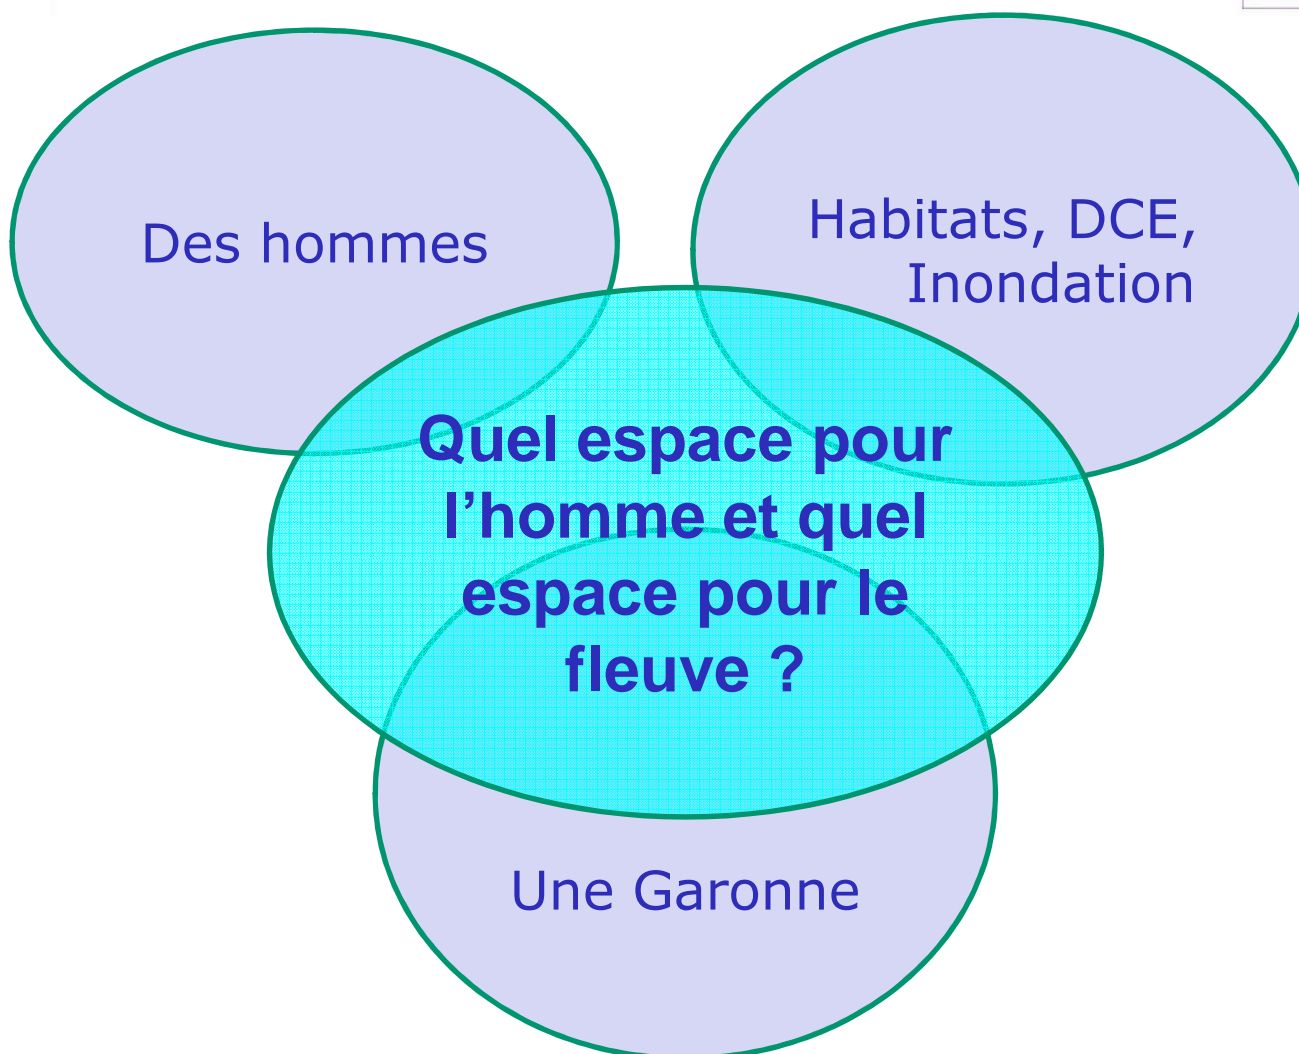 Des hommes
Habitats, DCE,
Inondation
Quel espace pour
l’homme et quel
espace pour le
fleuve ?
Une Garonne